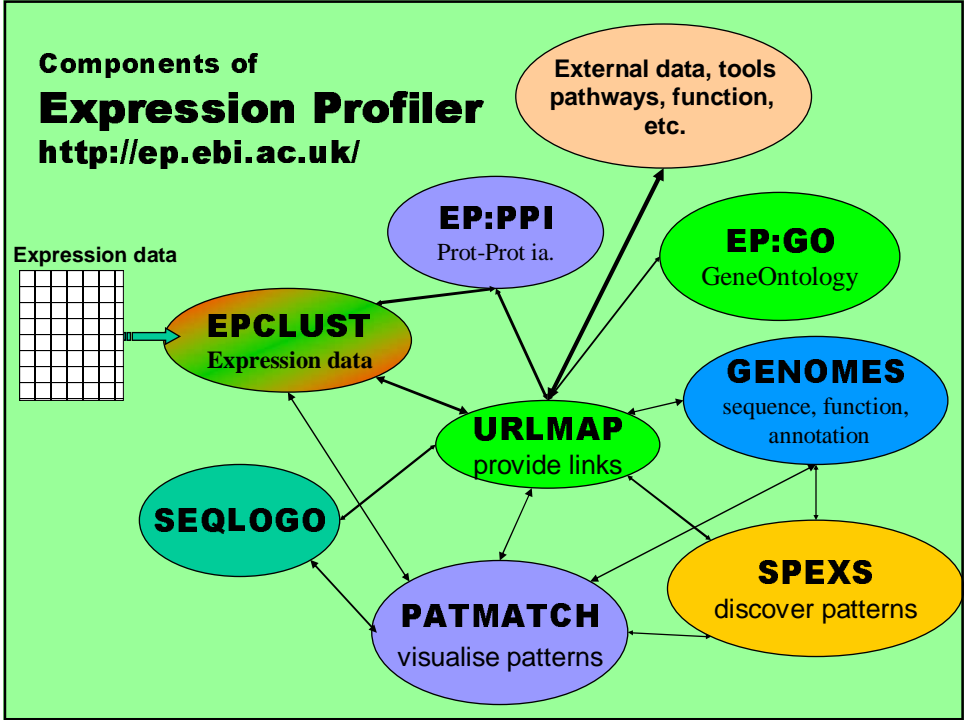 Components of
Expression Profiler
http://ep.ebi.ac.uk/
External data, tools
pathways, function,
etc.
EP:PPI
Prot-Prot ia.
EP:GO
GeneOntology
Expression data
EPCLUST
Expression data
GENOMES
sequence, function,
annotation
URLMAP
provide links
SEQLOGO
SPEXS
discover patterns
PATMATCH
visualise patterns